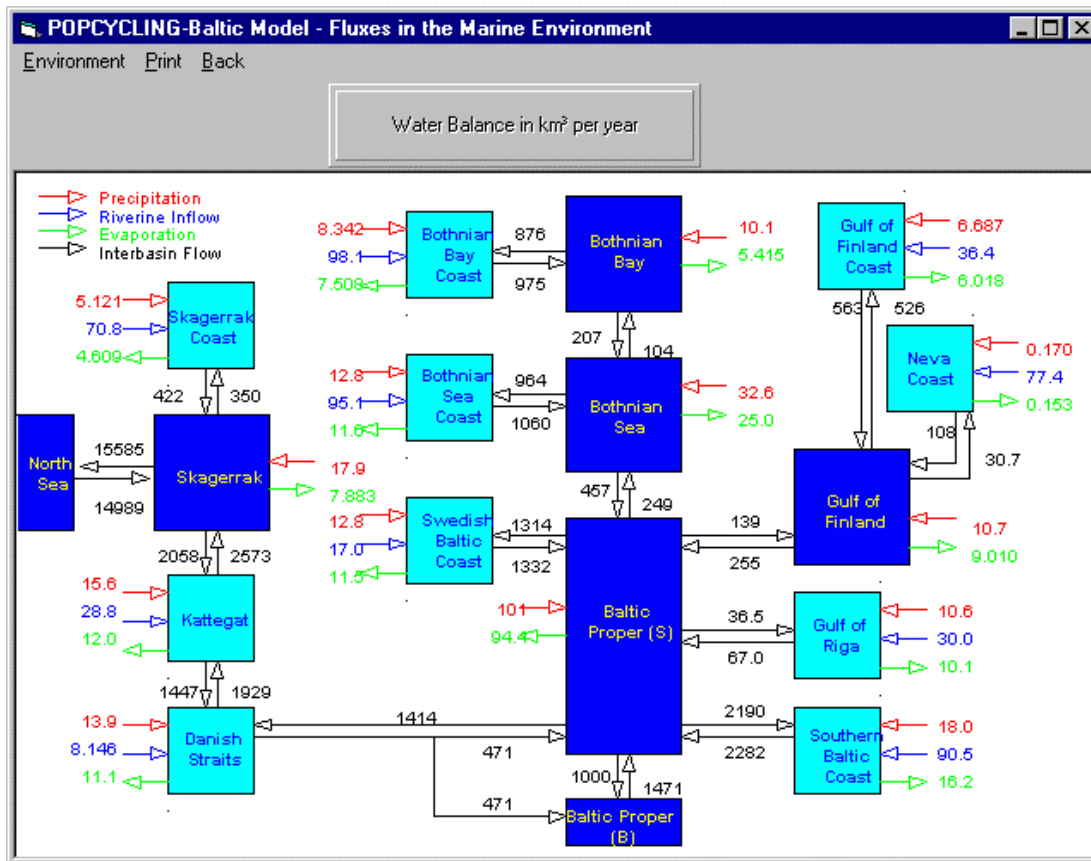 POPCYCLING-Baltic Model - Fluxes in the Marine Environment
Environment Print Back
Water Balance in km³ per year
Precipitation
Riverine Inflow
Evaporation
Interbasin Flow
5.121
70.8
4.609
Skagerrak
Coast
422
350
North
Sea
15585
14989
Skagerrak
17.9
7.883
2058
2573
15.6
28.8
12.0
Kattegat
1447
1929
13.9
8.146
11.1
Danish
Straits
1414
471
471
8.342
98.1
7.508
Bothnian
Bay
Coast
876
975
Bothnian
Bay
10.1
5.415
207
104
12.8
95.1
11.6
Bothnian
Sea
Coast
964
1060
Bothnian
Sea
32.6
25.0
457
249
12.8
17.0
11.5
Swedish
Baltic
Coast
1314
1332
101
94.4
Baltic
Proper (S)
1000
1471
Baltic Proper
(B)
Gulf of
Finland
Coast
6.687
36.4
6.018
563
526
Neva
Coast
0.170
77.4
0.153
108
30.7
139
255
Gulf of
Finland
10.7
9.010
36.5
67.0
Gulf of
Riga
10.6
30.0
10.1
2190
2282
Southern
Baltic
Coast
18.0
90.5
16.2